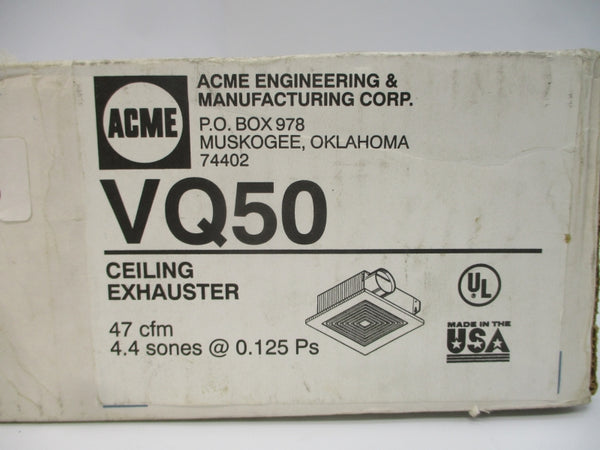 ACME
ACME ENGINEERING &
MANUFACTURING CORP.
P.O. BOX 978
MUSKOGEE, OKLAHOMA
74402
VQ50
CEILING
EXHAUSTER
47 cfm
4.4 sones @ 0.125 Ps
UL
MADE IN THE
USA